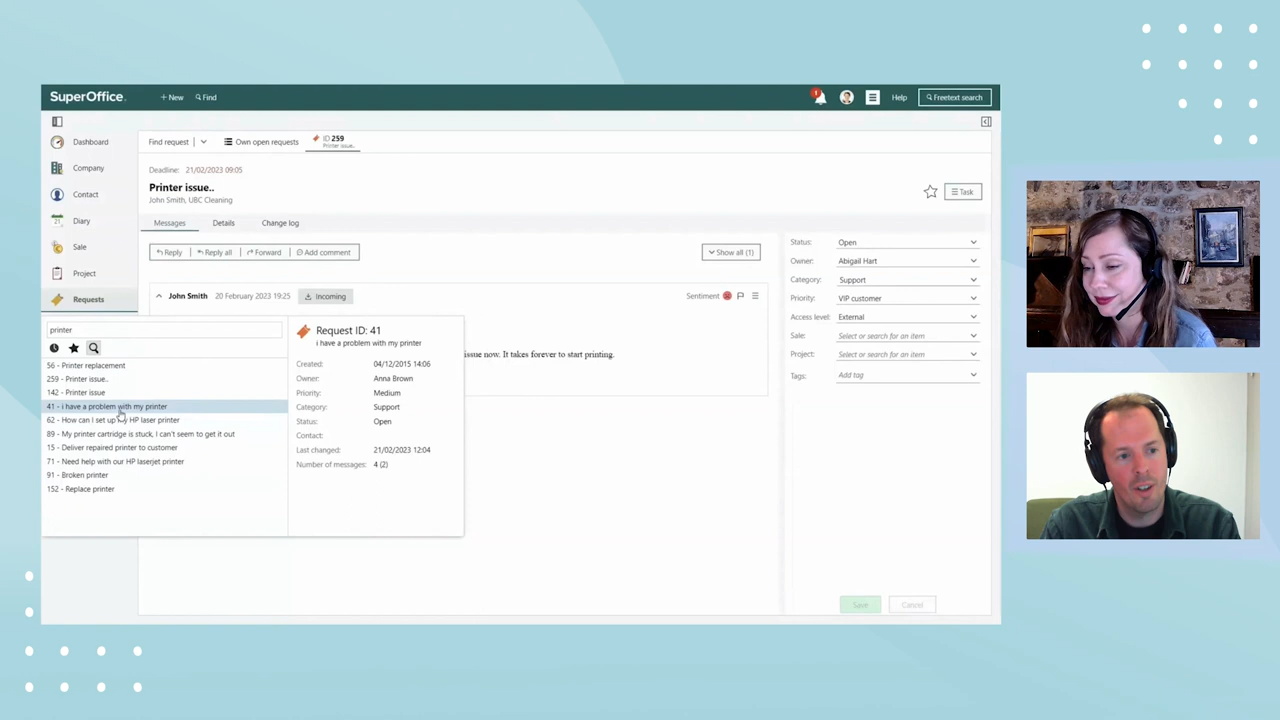 SuperOffice.
+ New
Find
1
Help
Freetext search
Dashboard
Company
Contact
21
Diary
Sale
Project
Requests
Find request
Own open requests
ID 259
Printer issue..
Deadline: 21/02/2023 09:05
Printer issue..
John Smith, UBC Cleaning
Task
Messages
Details
Change log
Reply
Reply all
Forward
Add comment
Show all (1)
John Smith
20 February 2023 19:25
Incoming
Sentiment
issue now. It takes forever to start printing.
Status: Open
Owner: Abigail Hart
Category: Support
Priority: VIP customer
Access level: External
Sale: Select or search for an item
Project: Select or search for an item
Tags: Add tag
Save
Cancel
printer
56 - Printer replacement
259 - Printer issue..
142 - Printer issue
41 - i have a problem with my printer
62 - How can I set up my HP laser printer
89 - My printer cartridge is stuck, I can't seem to get it out
15 - Deliver repaired printer to customer
71 - Need help with our HP laserjet printer
91 - Broken printer
152 - Replace printer
Request ID: 41
i have a problem with my printer
Created: 04/12/2015 14:06
Owner: Anna Brown
Priority: Medium
Category: Support
Status: Open
Contact:
Last changed: 21/02/2023 12:04
Number of messages: 4 (2)